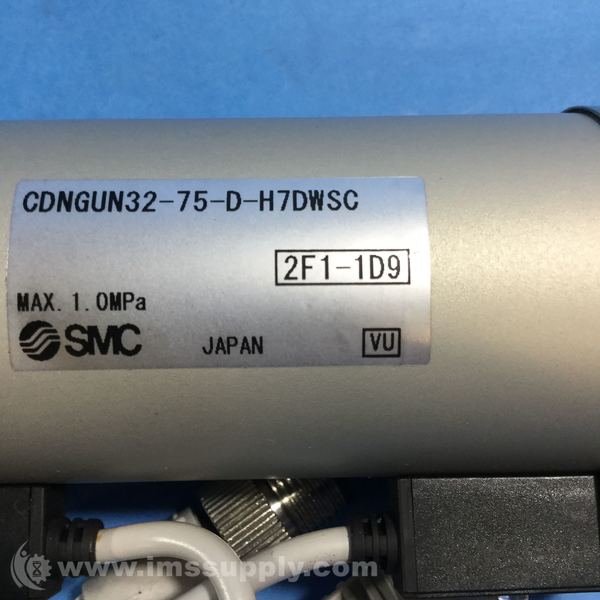 CDNGUN32-75-D-H7DWSC
2F1-1D9
MAX. 1.0MPa
SMC JAPAN VU
© www.imssupply.com